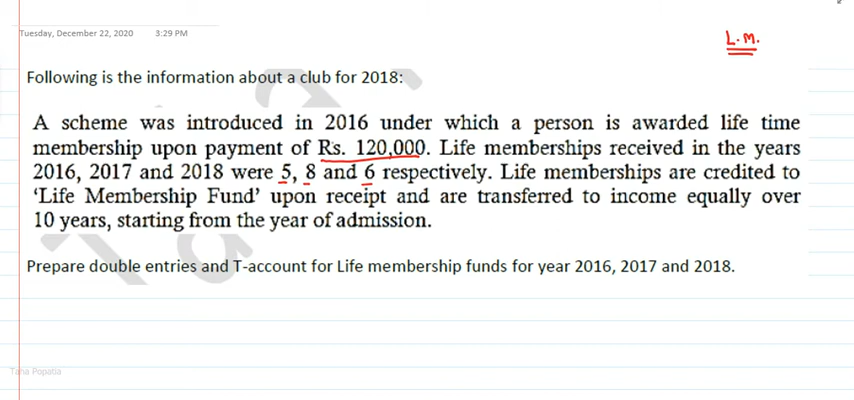 Tuesday, December 22, 2020 3:29 PM
L.M.
Following is the information about a club for 2018:
A scheme was introduced in 2016 under which a person is awarded life time
membership upon payment of Rs. 120,000. Life memberships received in the years
2016, 2017 and 2018 were 5, 8 and 6 respectively. Life memberships are credited to
‘Life Membership Fund’ upon receipt and are transferred to income equally over
10 years, starting from the year of admission.
Prepare double entries and T-account for Life membership funds for year 2016, 2017 and 2018.
Taha Popatia